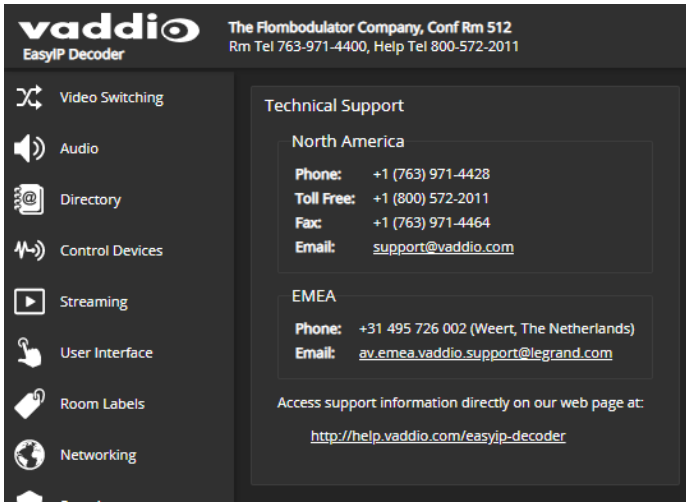 vaddio
EasyIP Decoder
The Flombodulator Company, Conf Rm 512
Rm Tel 763-971-4400, Help Tel 800-572-2011
Video Switching
Audio
Directory
Control Devices
Streaming
User Interface
Room Labels
Networking
Technical Support
North America
Phone: +1 (763) 971-4428
Toll Free: +1 (800) 572-2011
Fax: +1 (763) 971-4464
Email: support@vaddio.com
EMEA
Phone: +31 495 726 002 (Weert, The Netherlands)
Email: av.emea.vaddio.support@legrand.com
Access support information directly on our web page at:
http://help.vaddio.com/easyip-decoder